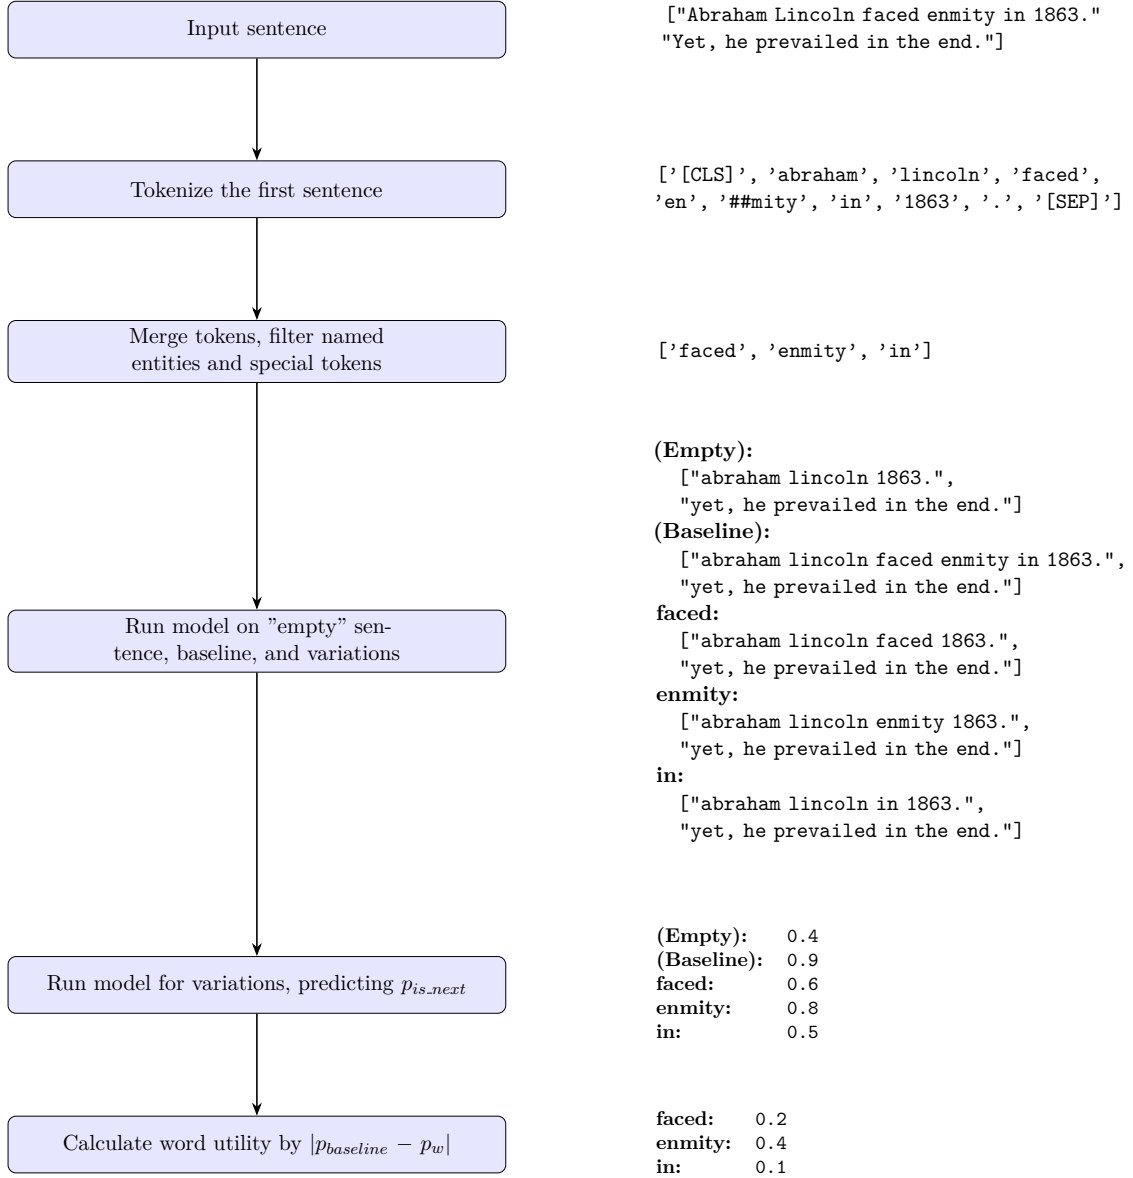 Input sentence
["Abraham Lincoln faced enmity in 1863."
"Yet, he prevailed in the end."]
Tokenize the first sentence
['[CLS]', 'abraham', 'lincoln', 'faced',
'en', '##mity', 'in', '1863', '.', '[SEP]']
Merge tokens, filter named
entities and special tokens
['faced', 'enmity', 'in']
Run model on ”empty” sen-
tence, baseline, and variations
(Empty):
["abraham lincoln 1863.",
"yet, he prevailed in the end."]
(Baseline):
["abraham lincoln faced enmity in 1863.",
"yet, he prevailed in the end."]
faced:
["abraham lincoln faced 1863.",
"yet, he prevailed in the end."]
enmity:
["abraham lincoln enmity 1863.",
"yet, he prevailed in the end."]
in:
["abraham lincoln in 1863.",
"yet, he prevailed in the end."]
Run model for variations, predicting p_{is_next}
(Empty): 0.4
(Baseline): 0.9
faced: 0.6
enmity: 0.8
in: 0.5
Calculate word utility by |p_{baseline} − p_w|
faced: 0.2
enmity: 0.4
in: 0.1